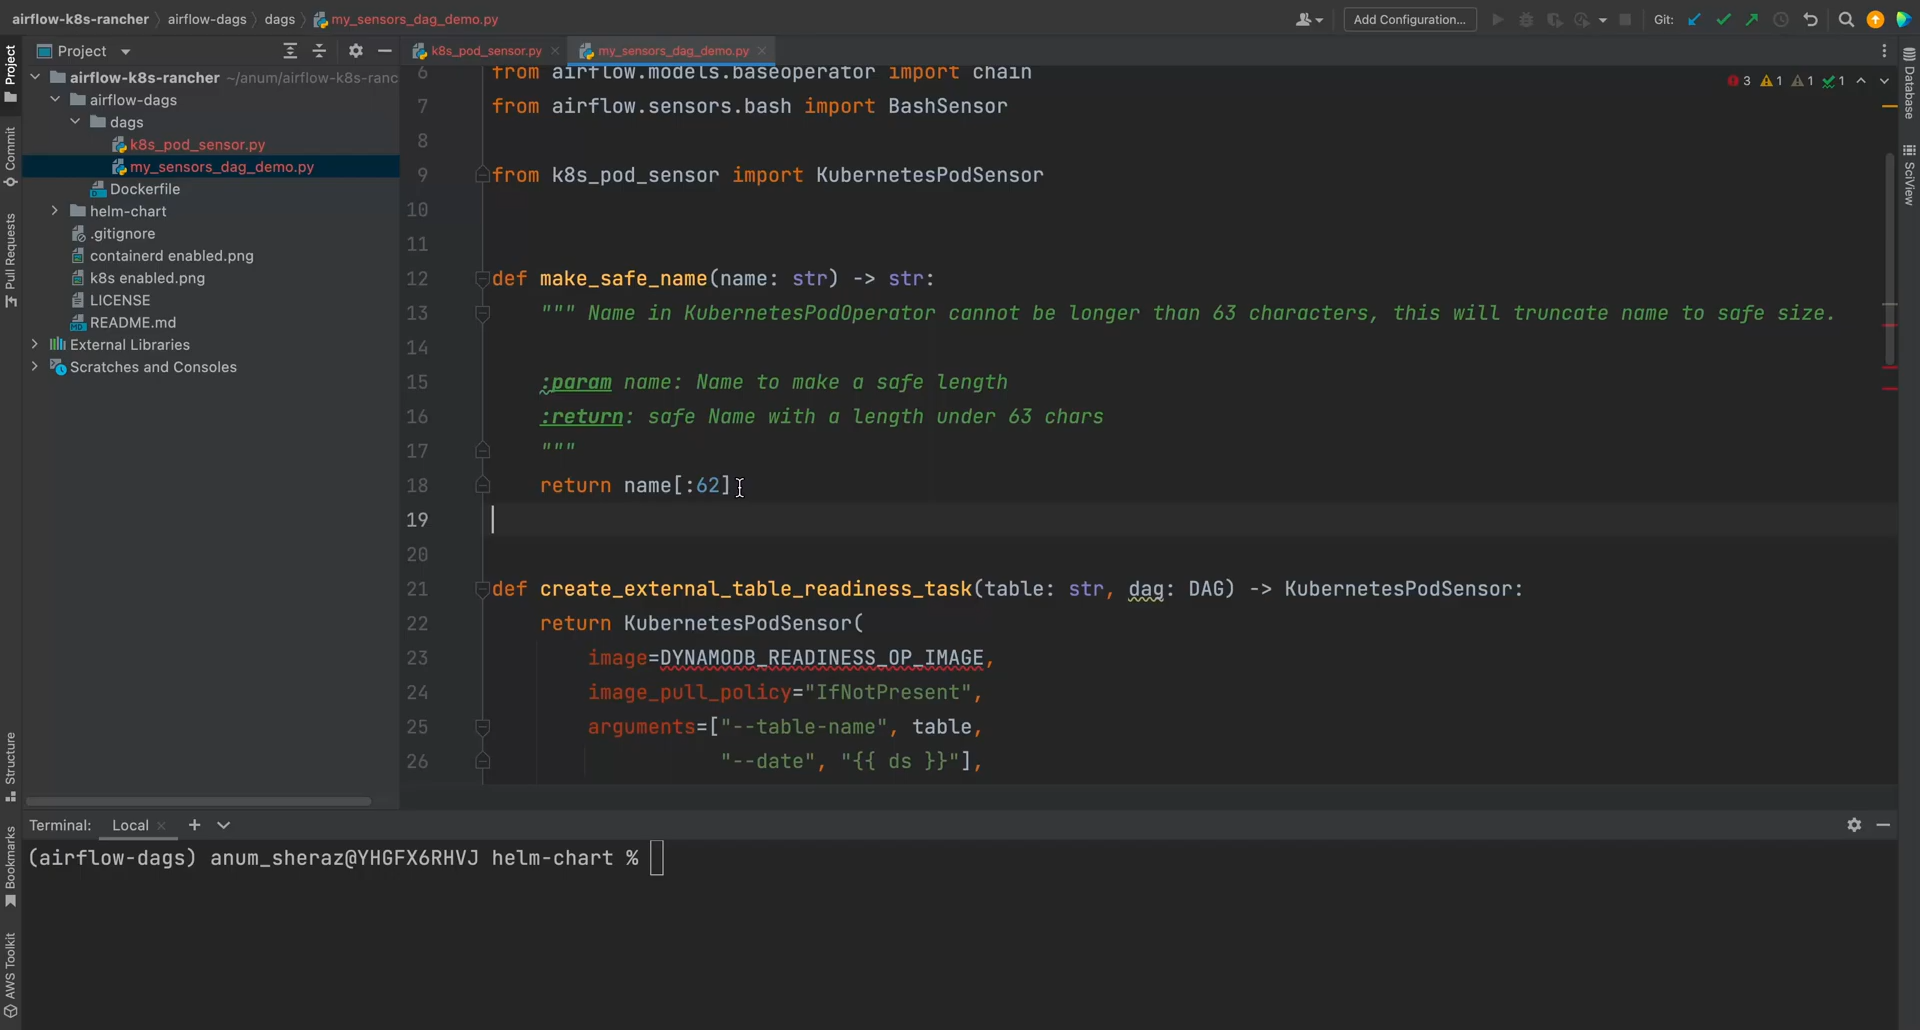 airflow-k8s-rancher airflow-dags dags my_sensors_dag_demo.py
Add Configuration...
Git:
Project
k8s_pod_sensor.py
my_sensors_dag_demo.py
airflow-k8s-rancher ~/anum/airflow-k8s-ranc
airflow-dags
dags
k8s_pod_sensor.py
my_sensors_dag_demo.py
Dockerfile
helm-chart
.gitignore
containerd enabled.png
k8s enabled.png
LICENSE
README.md
External Libraries
Scratches and Consoles
Project
Commit
Pull Requests
Structure
Bookmarks
AWS Toolkit
Database
SciView
3 1 1 1
6 from airflow.models.baseoperator import chain
7 from airflow.sensors.bash import BashSensor
8
9 from k8s_pod_sensor import KubernetesPodSensor
10
11
12 def make_safe_name(name: str) -> str:
13 """ Name in KubernetesPodOperator cannot be longer than 63 characters, this will truncate name to safe size.
14
15 :param name: Name to make a safe length
16 :return: safe Name with a length under 63 chars
17 """
18 return name[:62]
19
20
21 def create_external_table_readiness_task(table: str, dag: DAG) -> KubernetesPodSensor:
22 return KubernetesPodSensor(
23 image=DYNAMODB_READINESS_OP_IMAGE,
24 image_pull_policy="IfNotPresent",
25 arguments=["--table-name", table,
26 "--date", "{{ ds }}"],
Terminal: Local
(airflow-dags) anum_sheraz@YHGFX6RHVJ helm-chart %